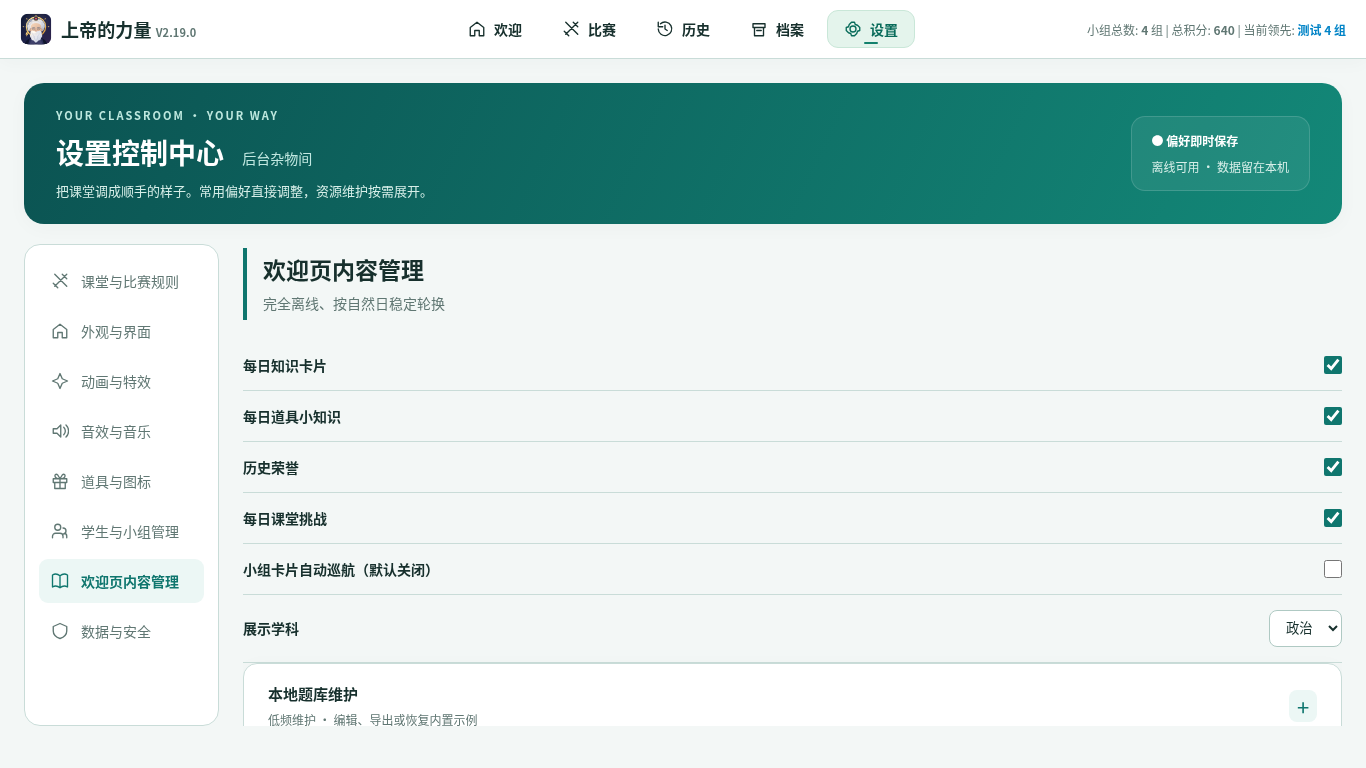 上帝的力量 V2.19.0
欢迎
比赛
历史
档案
设置
小组总数: 4 组 | 总积分: 640 | 当前领先: 测试 4 组
YOUR CLASSROOM • YOUR WAY
设置控制中心 后台杂物间
把课堂调成顺手的样子。常用偏好直接调整，资源维护按需展开。
偏好即时保存
离线可用 • 数据留在本机
课堂与比赛规则
外观与界面
动画与特效
音效与音乐
道具与图标
学生与小组管理
欢迎页内容管理
数据与安全
欢迎页内容管理
完全离线、按自然日稳定轮换
每日知识卡片
每日道具小知识
历史荣誉
每日课堂挑战
小组卡片自动巡航（默认关闭）
展示学科
政治
本地题库维护
低频维护 • 编辑、导出或恢复内置示例
+